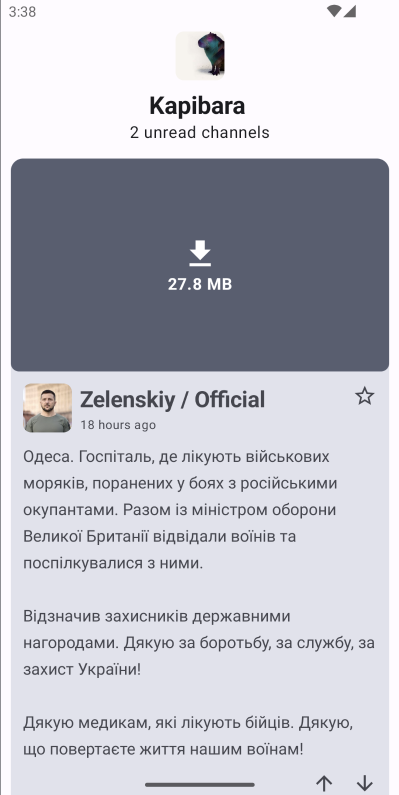 3:38
Kapibara
2 unread channels
27.8 MB
Zelenskiy / Official
18 hours ago
Одеса. Госпіталь, де лікують військових
моряків, поранених у боях з російськими
окупантами. Разом із міністром оборони
Великої Британії відвідали воїнів та
поспілкувалися з ними.
Відзначив захисників державними
нагородами. Дякую за боротьбу, за службу, за
захист України!
Дякую медикам, які лікують бійців. Дякую,
що повертаєте життя нашим воїнам!